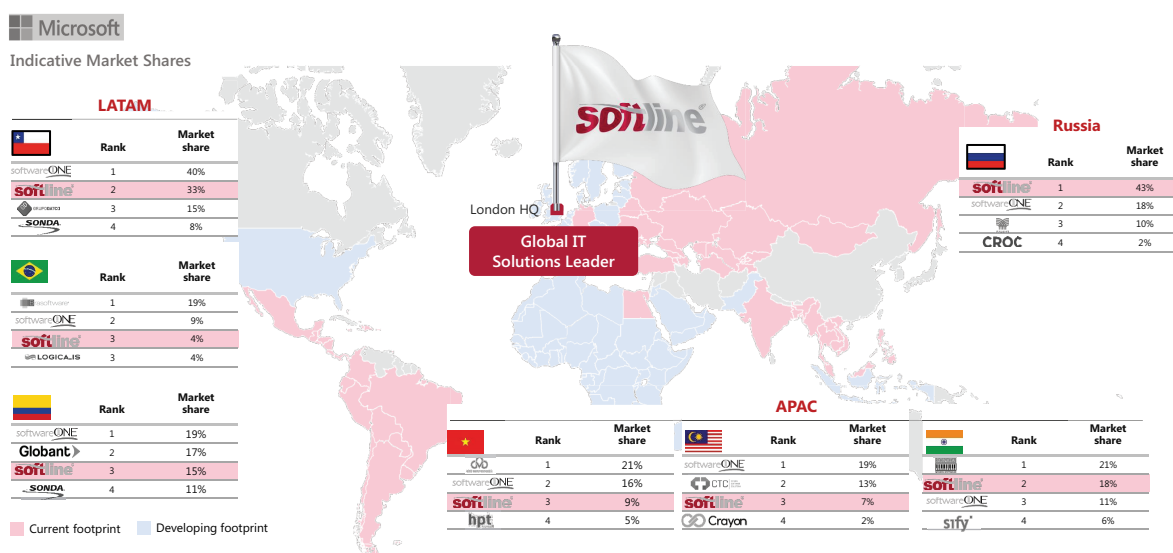 Microsoft
Indicative Market Shares
LATAM
Rank Market share
softwareONE 1 40%
softline 2 33%
3 15%
SONDA 4 8%
Rank Market share
1 19%
softwareONE 2 9%
softline 3 4%
LOGICALIS 3 4%
Rank Market share
softwareONE 1 19%
Globant 2 17%
softline 3 15%
SONDA 4 11%
Current footprint Developing footprint
softline
London HQ
Global IT
Solutions Leader
Russia
Rank Market share
softline 1 43%
softwareONE 2 18%
3 10%
CROC 4 2%
APAC
Rank Market share
1 21%
softwareONE 2 16%
softline 3 9%
hpt 4 5%
Rank Market share
softwareONE 1 19%
CTC 2 13%
softline 3 7%
Crayon 4 2%
Rank Market share
1 21%
softline 2 18%
softwareONE 3 11%
sify 4 6%